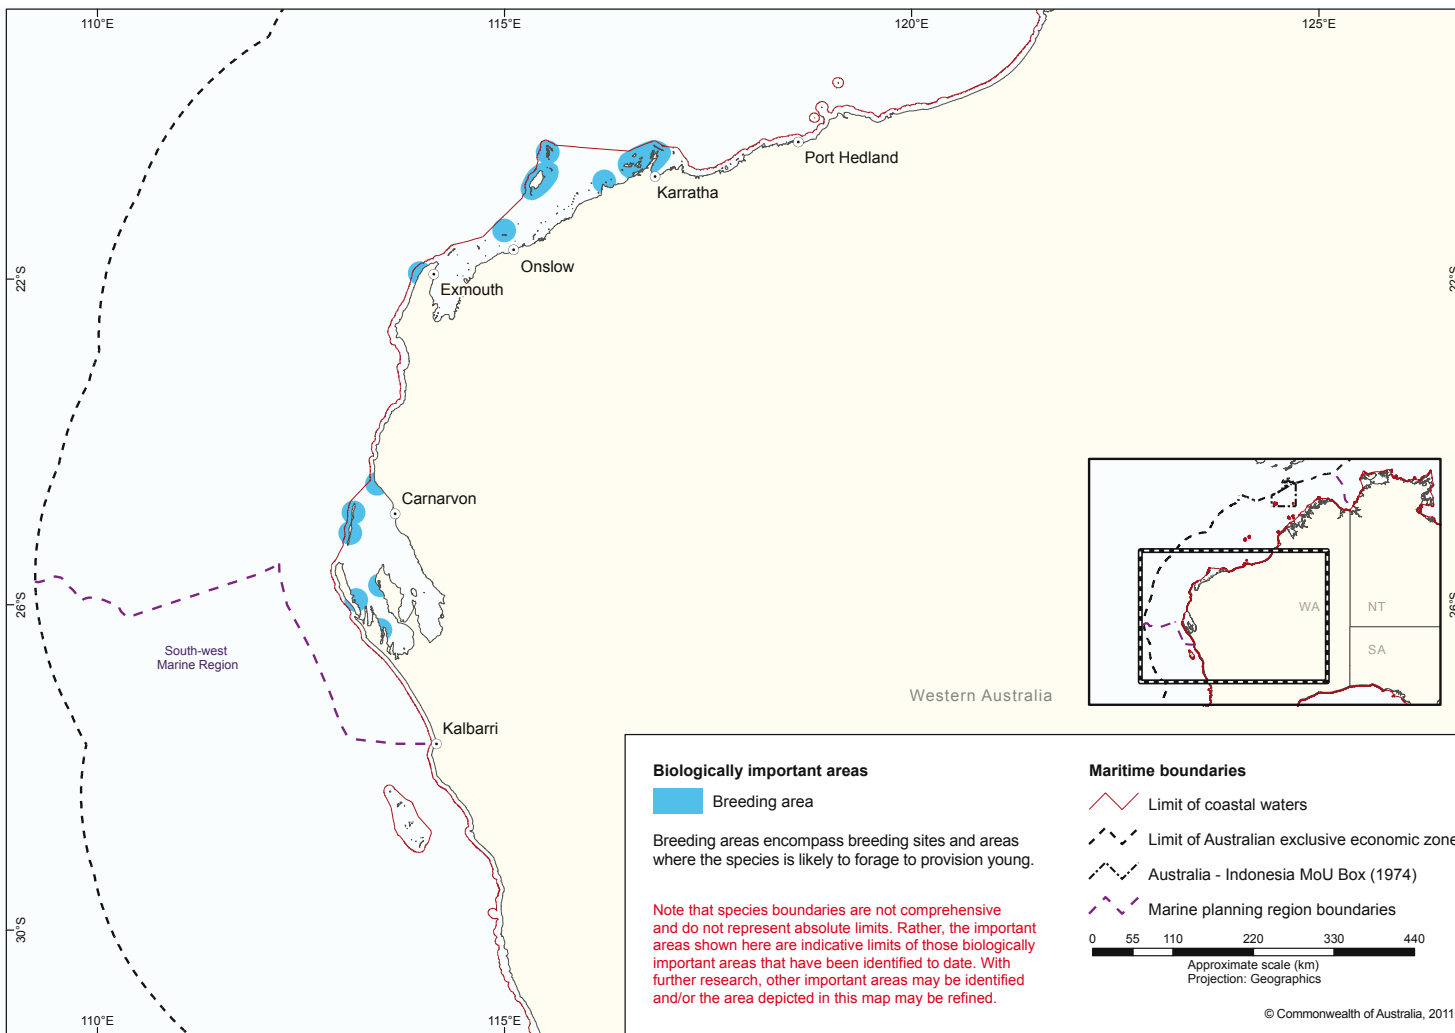 110°E
115°E
120°E
125°E
Port Hedland
Karratha
Onslow
22°S
22°S
Exmouth
Carnarvon
26°S
26°S
WA
NT
SA
South-west
Marine Region
Western Australia
Kalbarri
30°S
Biologically important areas
Breeding area
Breeding areas encompass breeding sites and areas
where the species is likely to forage to provision young.
Note that species boundaries are not comprehensive
and do not represent absolute limits. Rather, the important
areas shown here are indicative limits of those biologically
important areas that have been identified to date. With
further research, other important areas may be identified
and/or the area depicted in this map may be refined.
Maritime boundaries
Limit of coastal waters
Limit of Australian exclusive economic zone
Australia - Indonesia MoU Box (1974)
Marine planning region boundaries
0 55 110 220 330 440
Approximate scale (km)
Projection: Geographics
© Commonwealth of Australia, 2011
110°E
115°E